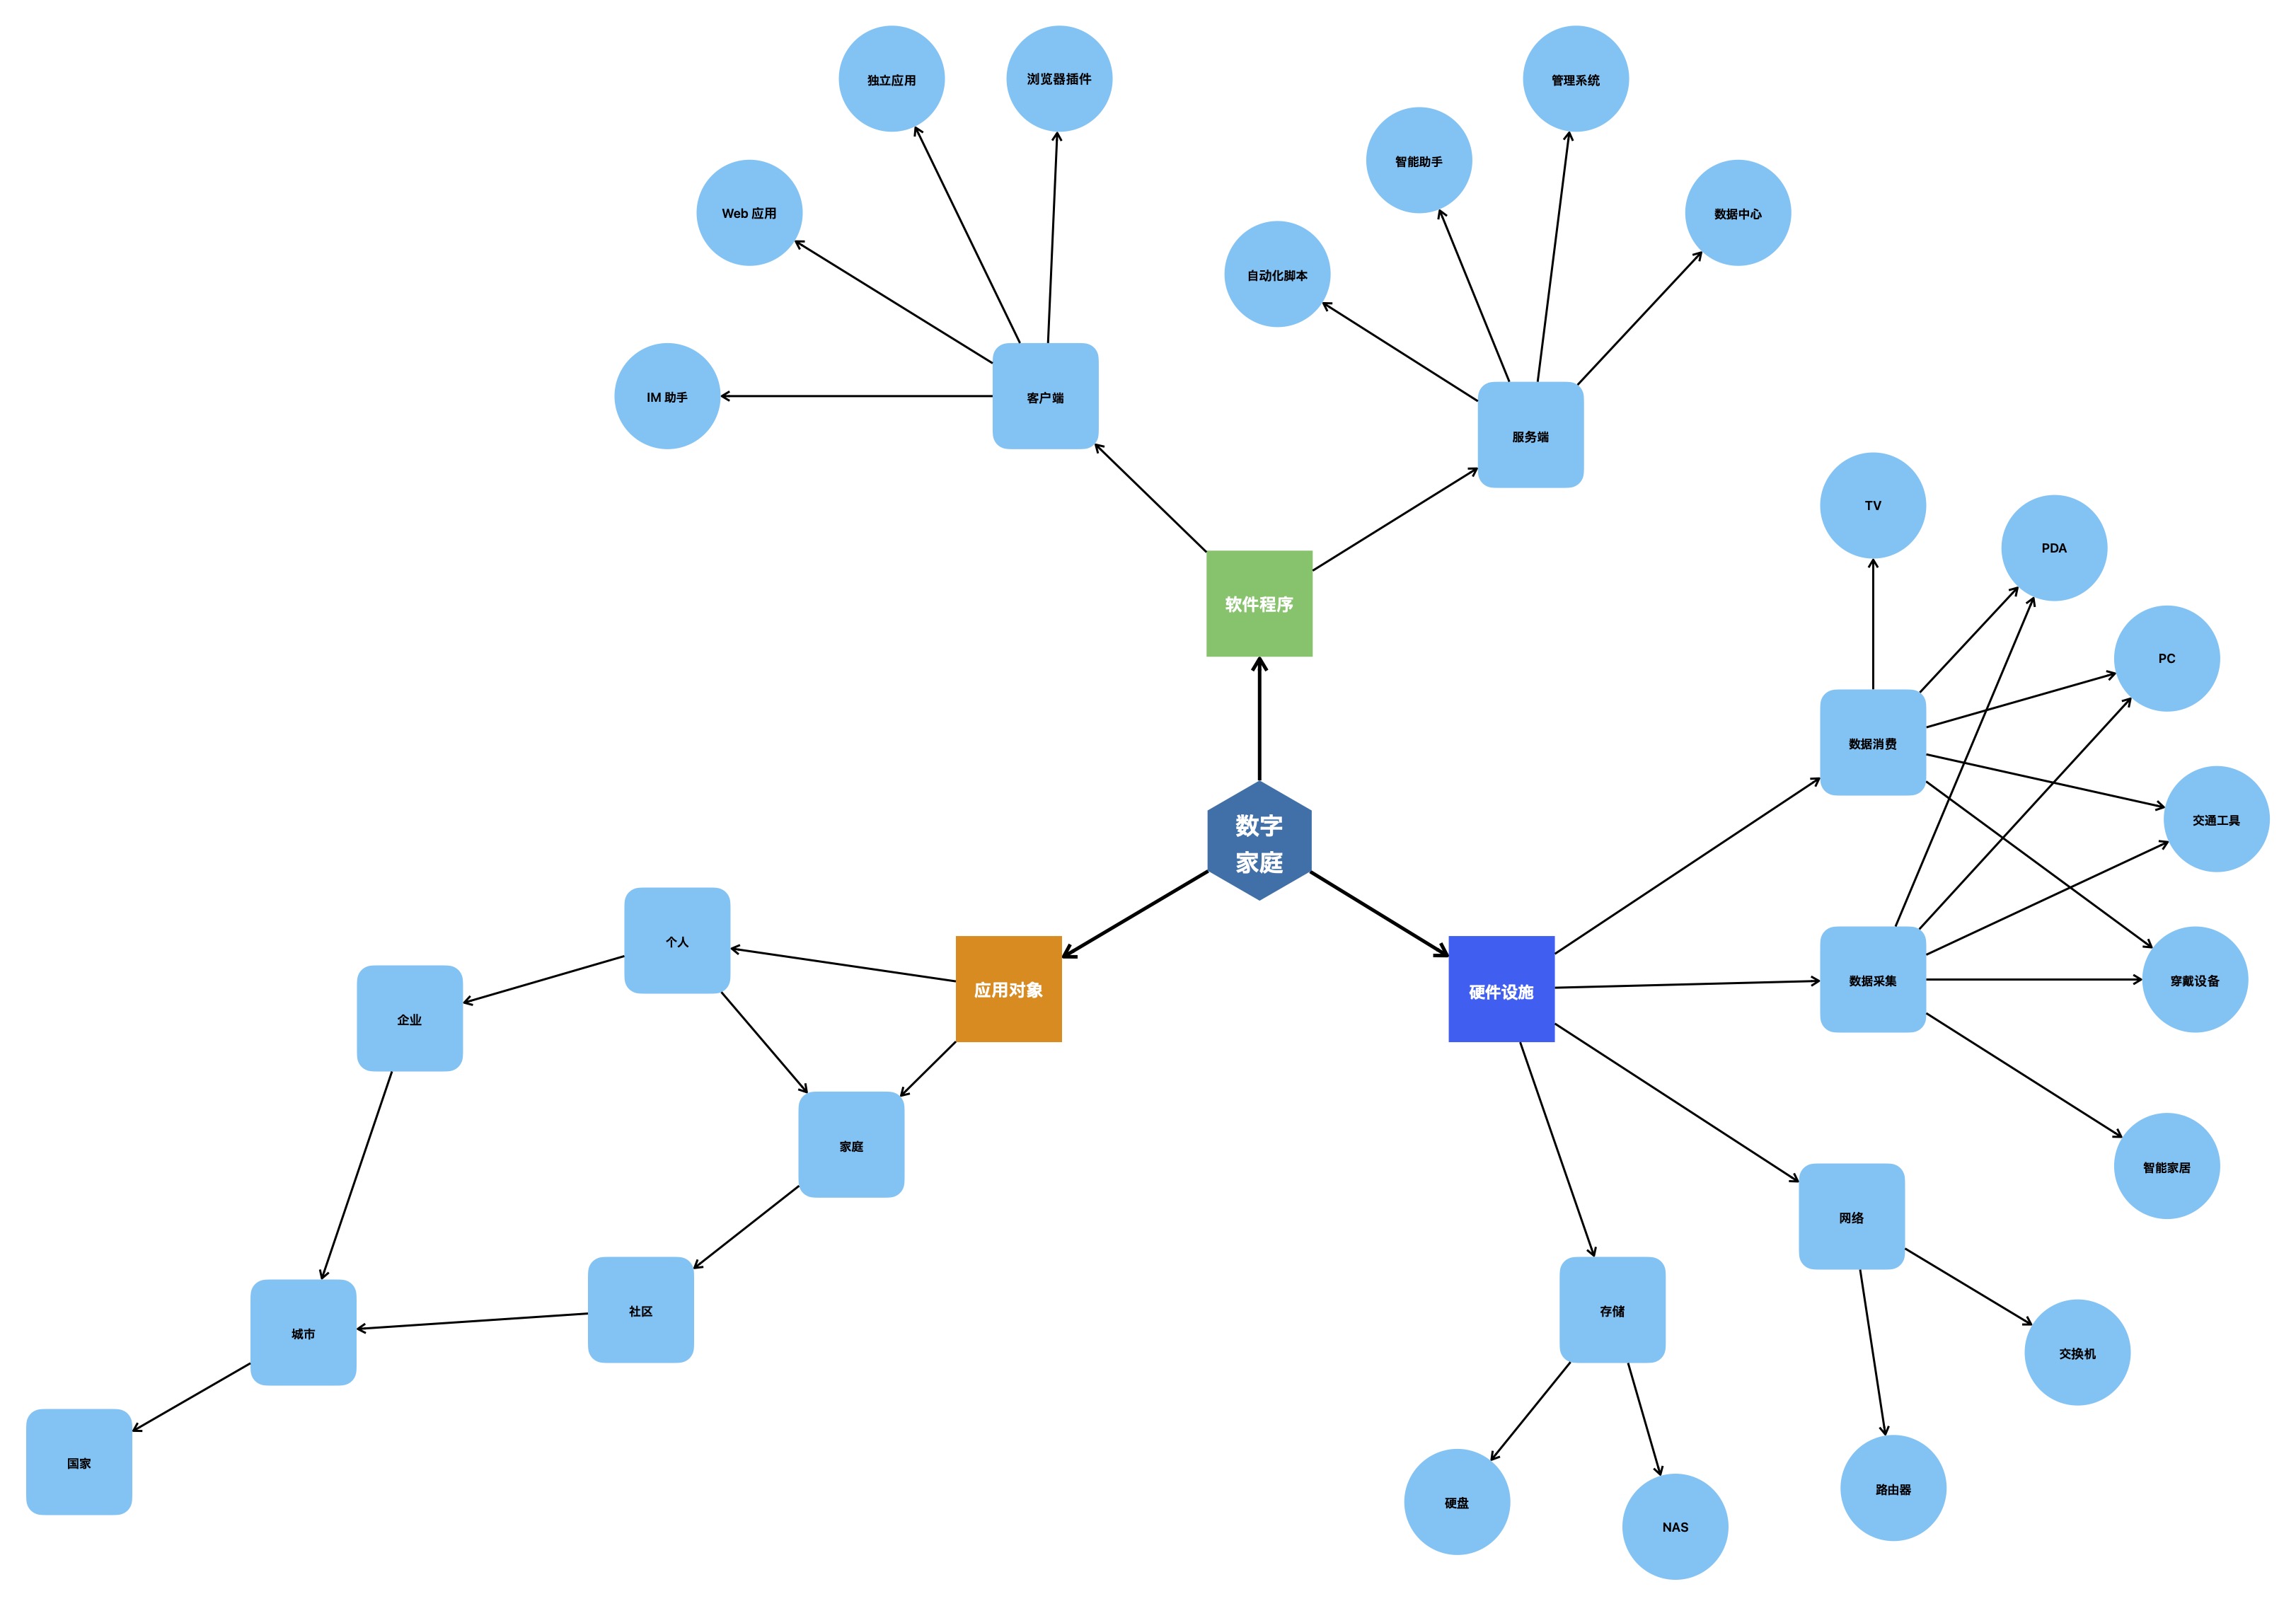 独立应用
浏览器插件
管理系统
智能助手
Web 应用
数据中心
自动化脚本
IM 助手
客户端
服务端
TV
PDA
软件程序
PC
数据消费
交通工具
数字
家庭
个人
应用对象
硬件设施
数据采集
穿戴设备
企业
家庭
智能家居
网络
社区
存储
城市
交换机
国家
路由器
硬盘
NAS